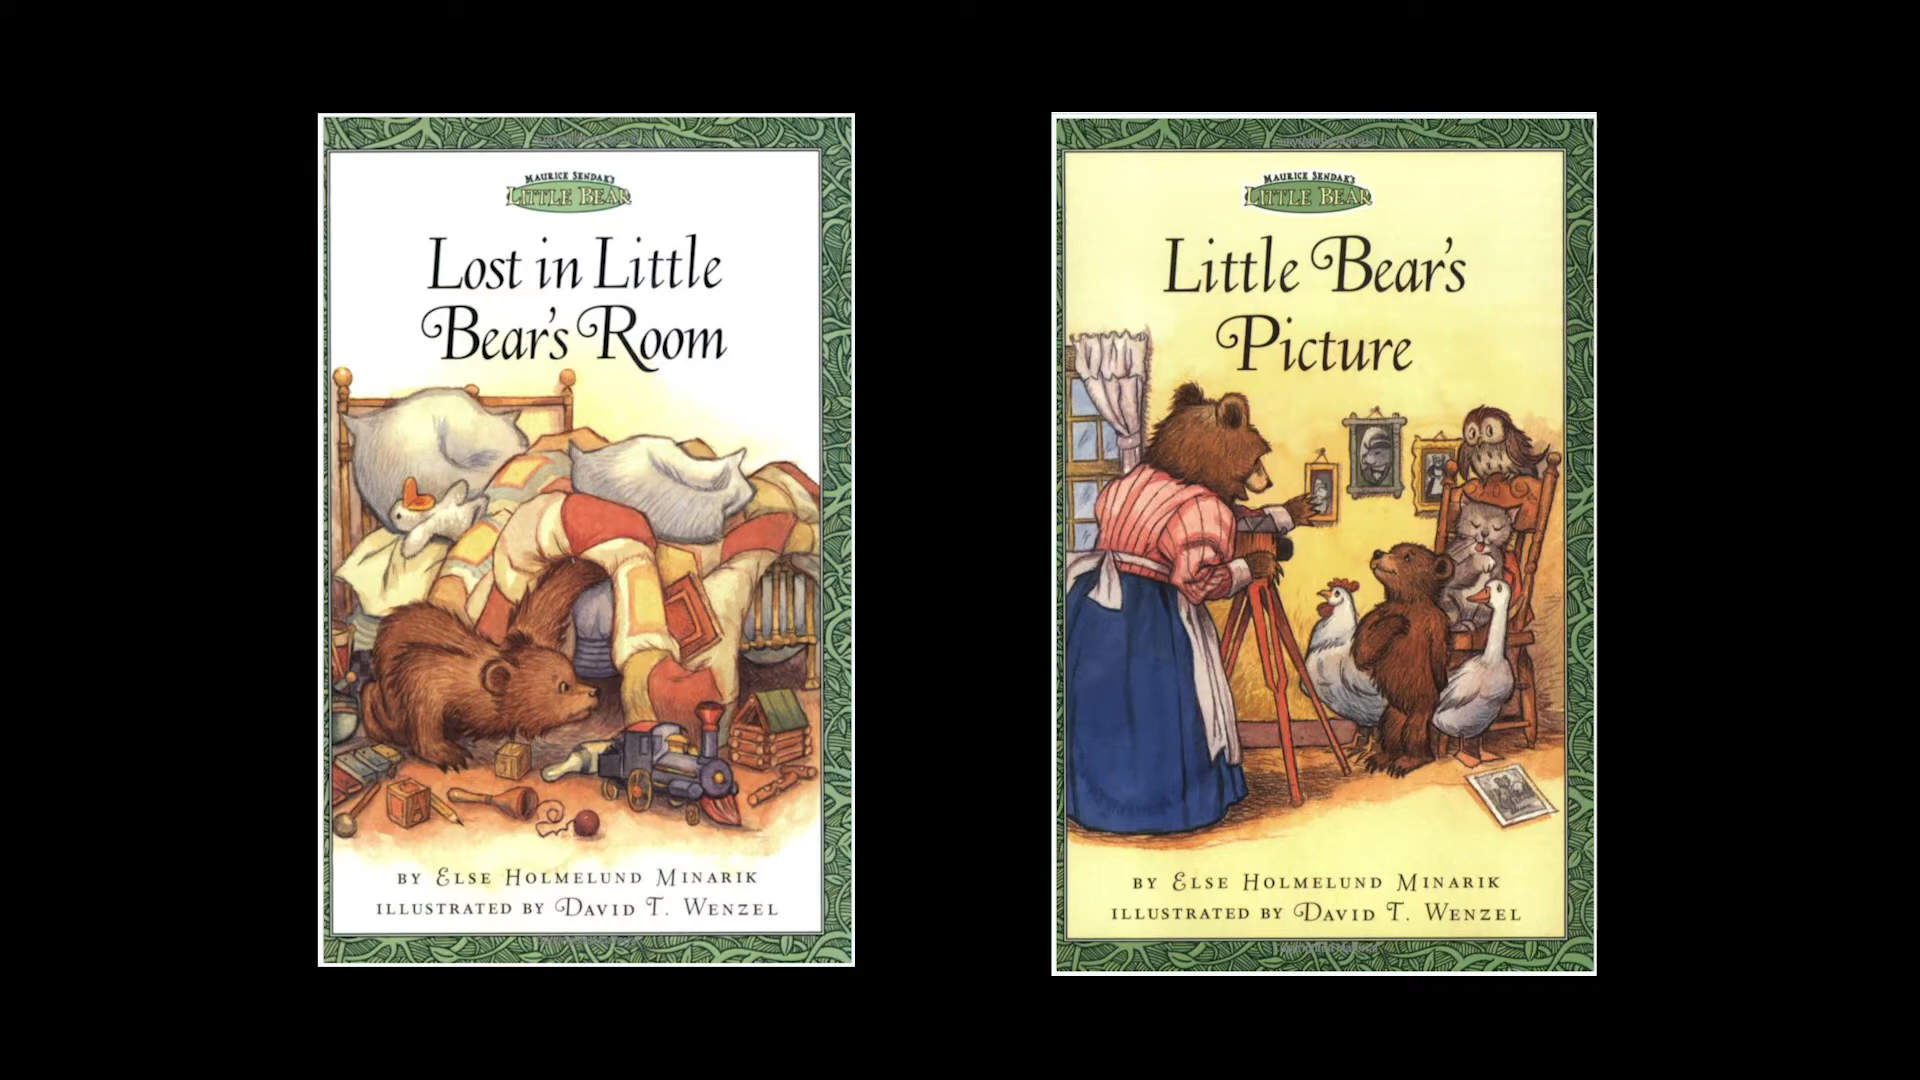 MAURICE SENDAK'S
LITTLE BEAR
Lost in Little
Bear's Room
BY ELSE HOLMELUND MINARIK
ILLUSTRATED BY DAVID T. WENZEL
MAURICE SENDAK'S
LITTLE BEAR
Little Bear's
Picture
BY ELSE HOLMELUND MINARIK
ILLUSTRATED BY DAVID T. WENZEL